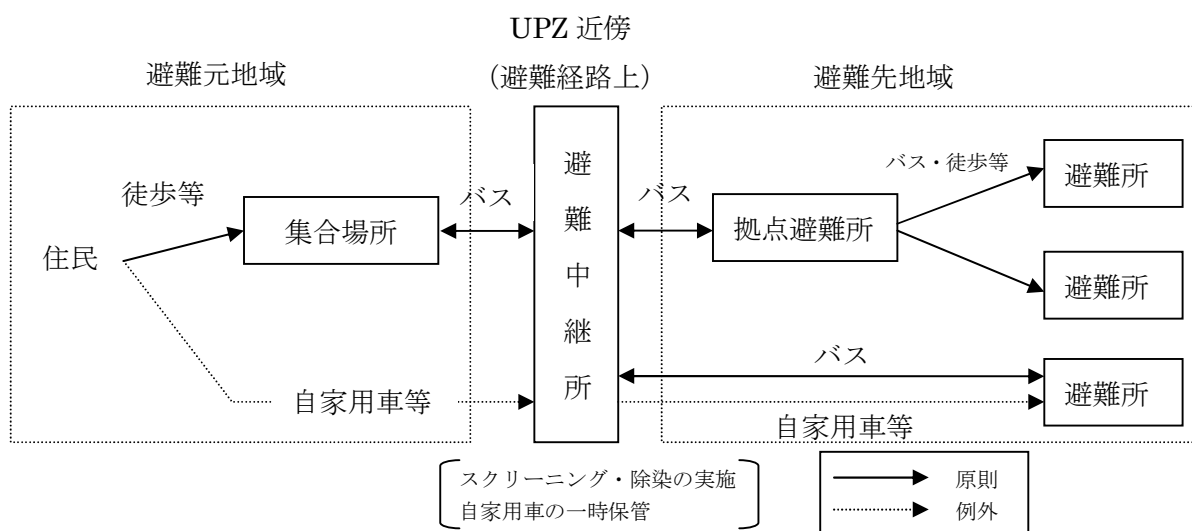 UPZ 近傍
(避難経路上)
避難元地域
避難先地域
住民
徒歩等
集合場所
バス
避難中継所
バス
拠点避難所
バス・徒歩等
避難所
避難所
バス
避難所
自家用車等
自家用車等
スクリーニング・除染の実施
自家用車の一時保管
原則
例外